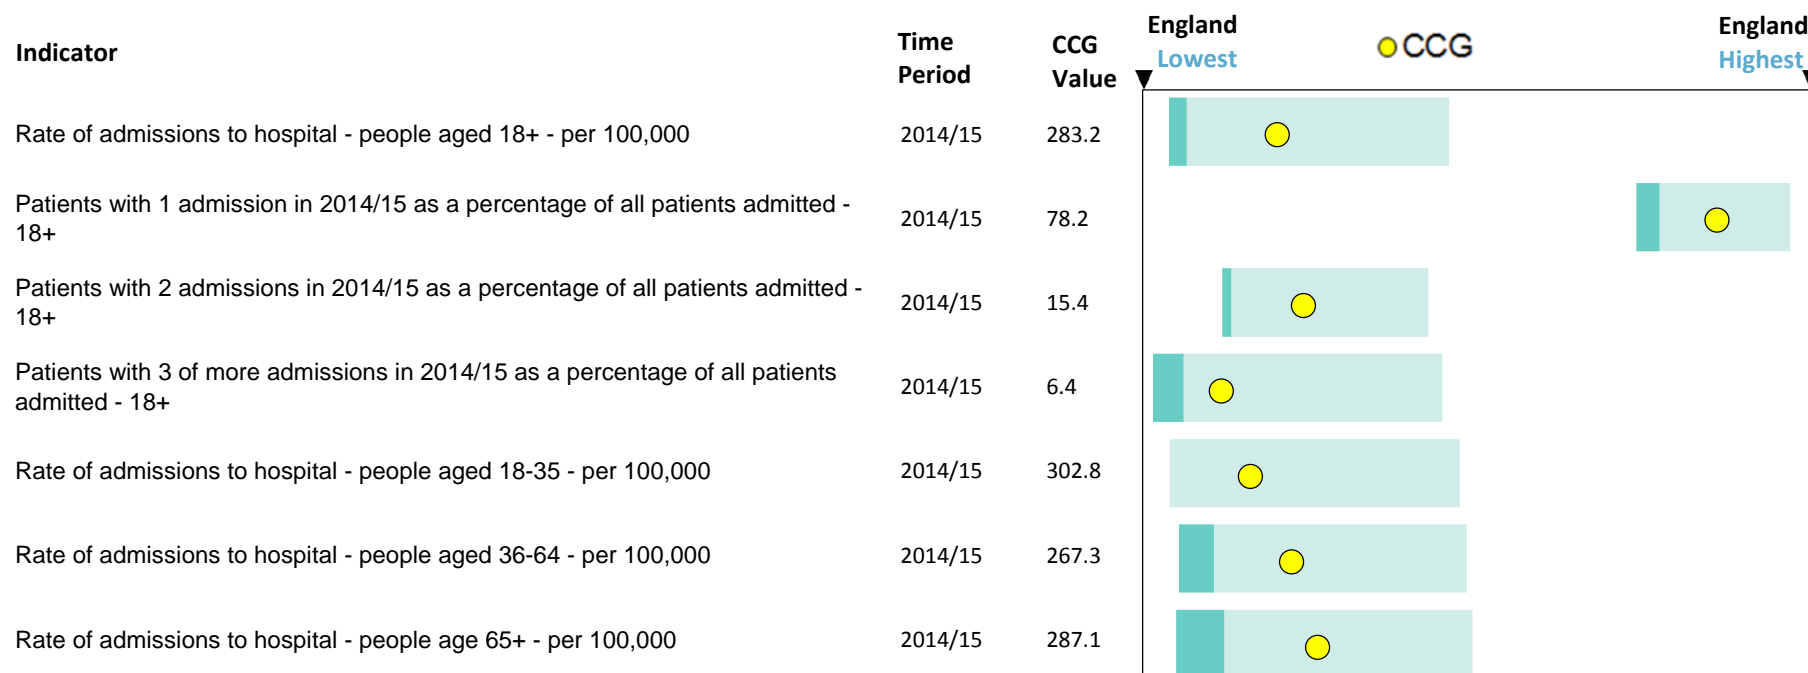 Indicator
Time
Period
CCG
Value
England
Lowest
CCG
England
Highest
Rate of admissions to hospital - people aged 18+ - per 100,000 2014/15 283.2
Patients with 1 admission in 2014/15 as a percentage of all patients admitted -
18+
2014/15 78.2
Patients with 2 admissions in 2014/15 as a percentage of all patients admitted -
18+
2014/15 15.4
Patients with 3 of more admissions in 2014/15 as a percentage of all patients
admitted - 18+
2014/15 6.4
Rate of admissions to hospital - people aged 18-35 - per 100,000 2014/15 302.8
Rate of admissions to hospital - people aged 36-64 - per 100,000 2014/15 267.3
Rate of admissions to hospital - people age 65+ - per 100,000 2014/15 287.1